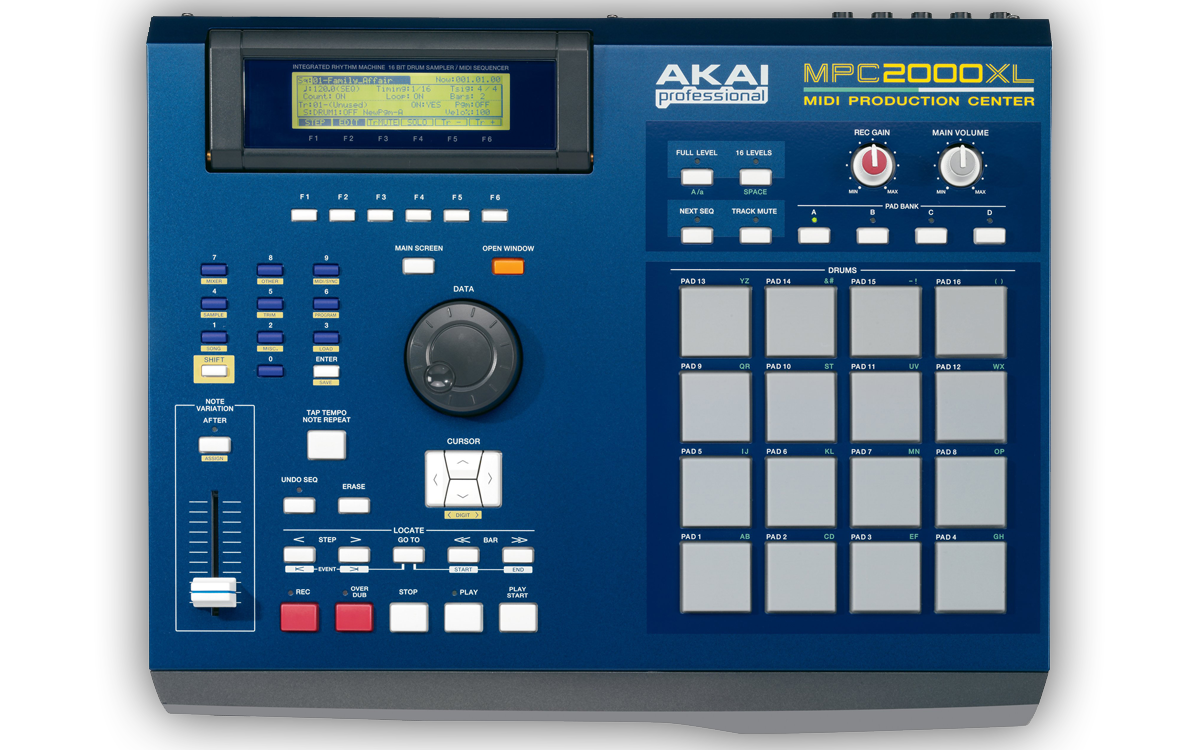 INTEGRATED RHYTHM MACHINE 16 BIT DRUM SAMPLER / MIDI SEQUENCER
Sq:01-Family_Affair Now:001.01.00
J:120.0(SEQ) Timing:1/16 Tsig: 4/ 4
Count: ON Loop: ON Bars: 2
Tr:01-(Unused) ON:YES Pgm:OFF
S:DRUM1:OFF NewPgm-A Velo%:100
STEP EDIT TrMUTE SOLO Tr - Tr +
F1 F2 F3 F4 F5 F6
AKAI
professional
MPC2000XL
MIDI PRODUCTION CENTER
F1 F2 F3 F4 F5 F6
MAIN SCREEN OPEN WINDOW
DATA
7 8 9
MIXER OTHER MIDI/SYNC
4 5 6
SAMPLE TRIM PROGRAM
1 2 3
SONG MISC. LOAD
SHIFT 0 ENTER
SAVE
NOTE
VARIATION
AFTER
ASSIGN
TAP TEMPO
NOTE REPEAT
CURSOR
< DIGIT >
UNDO SEQ ERASE
LOCATE
< STEP > GO TO << BAR >>
EVENT START END
REC OVER
DUB STOP PLAY PLAY
START
FULL LEVEL 16 LEVELS
A/a SPACE
NEXT SEQ TRACK MUTE
REC GAIN MAIN VOLUME
MIN MAX MIN MAX
PAD BANK
A B C D
DRUMS
PAD 13 YZ PAD 14 &# PAD 15 –! PAD 16 ( )
PAD 9 QR PAD 10 ST PAD 11 UV PAD 12 WX
PAD 5 IJ PAD 6 KL PAD 7 MN PAD 8 OP
PAD 1 AB PAD 2 CD PAD 3 EF PAD 4 GH